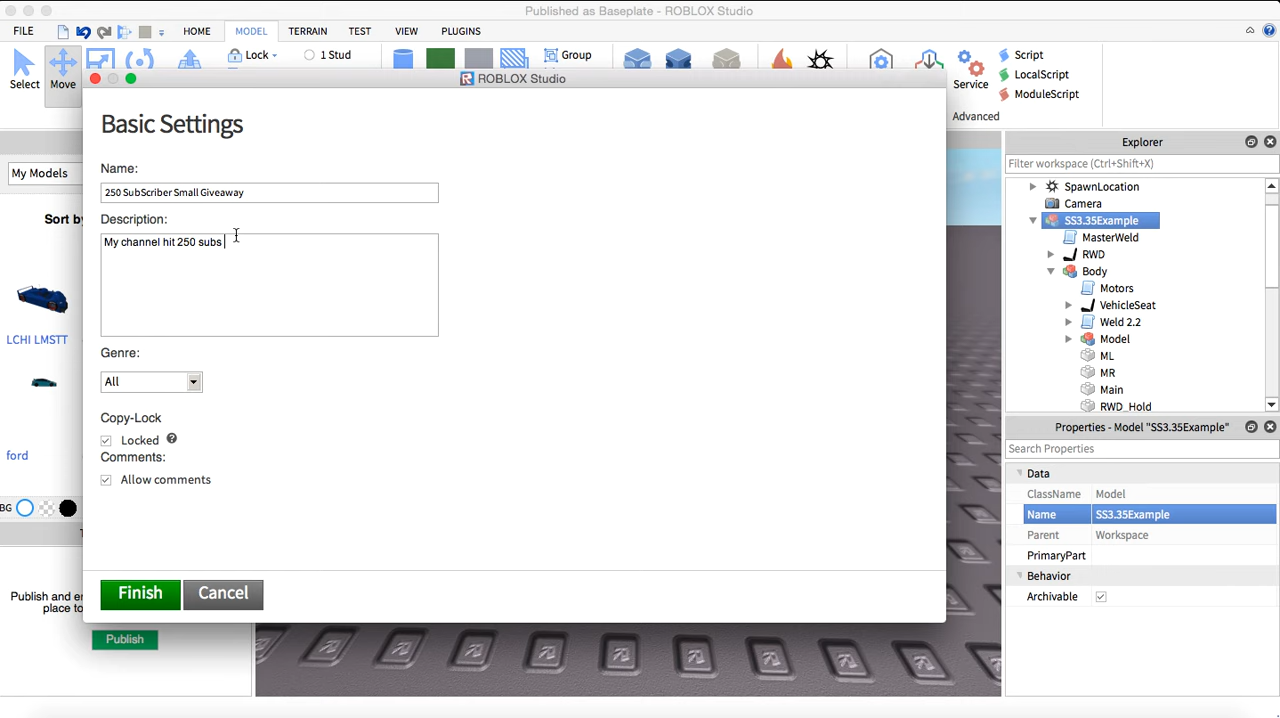 Published as Baseplate - ROBLOX Studio
FILE
HOME
MODEL
TERRAIN
TEST
VIEW
PLUGINS
Select
Move
Lock
1 Stud
Group
Service
Script
LocalScript
ModuleScript
Advanced
ROBLOX Studio
Basic Settings
Name:
250 SubScriber Small Giveaway
Description:
My channel hit 250 subs
Genre:
All
Copy-Lock
Locked
Comments:
Allow comments
Finish
Cancel
My Models
Sort by
LCHI LMSTT
ford
BG
Publish and en
place to
Publish
Explorer
Filter workspace (Ctrl+Shift+X)
SpawnLocation
Camera
SS3.35Example
MasterWeld
RWD
Body
Motors
VehicleSeat
Weld 2.2
Model
ML
MR
Main
RWD_Hold
Properties - Model "SS3.35Example"
Search Properties
Data
ClassName Model
Name SS3.35Example
Parent Workspace
PrimaryPart
Behavior
Archivable